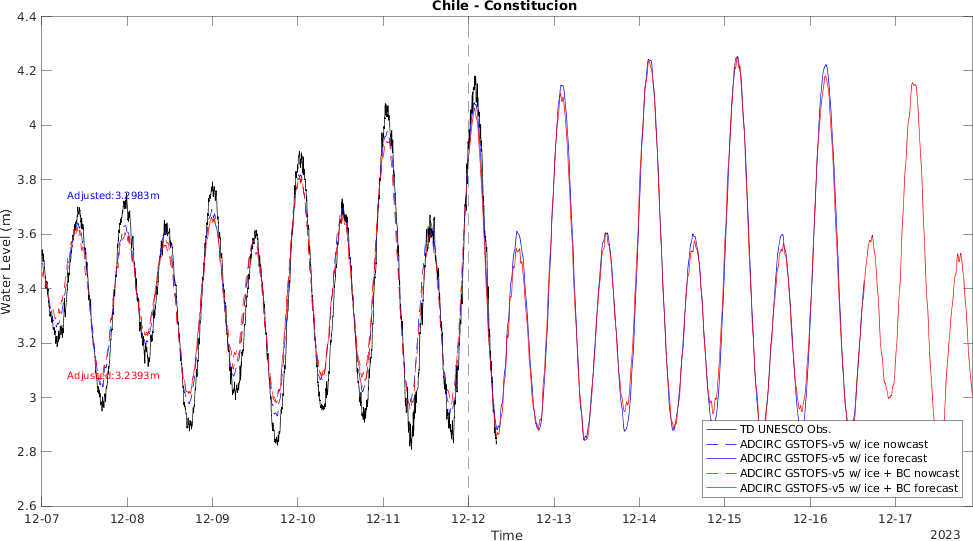 Chile - Constitucion
4.4
4.2
4
3.8
3.6
3.4
3.2
3
2.8
2.6
Water Level (m)
Adjusted:3.2983m
Adjusted:3.2393m
TD UNESCO Obs.
ADCIRC GSTOFS-v5 w/ ice nowcast
ADCIRC GSTOFS-v5 w/ ice forecast
ADCIRC GSTOFS-v5 w/ ice + BC nowcast
ADCIRC GSTOFS-v5 w/ ice + BC forecast
12-07 12-08 12-09 12-10 12-11 12-12 12-13 12-14 12-15 12-16 12-17
Time
2023